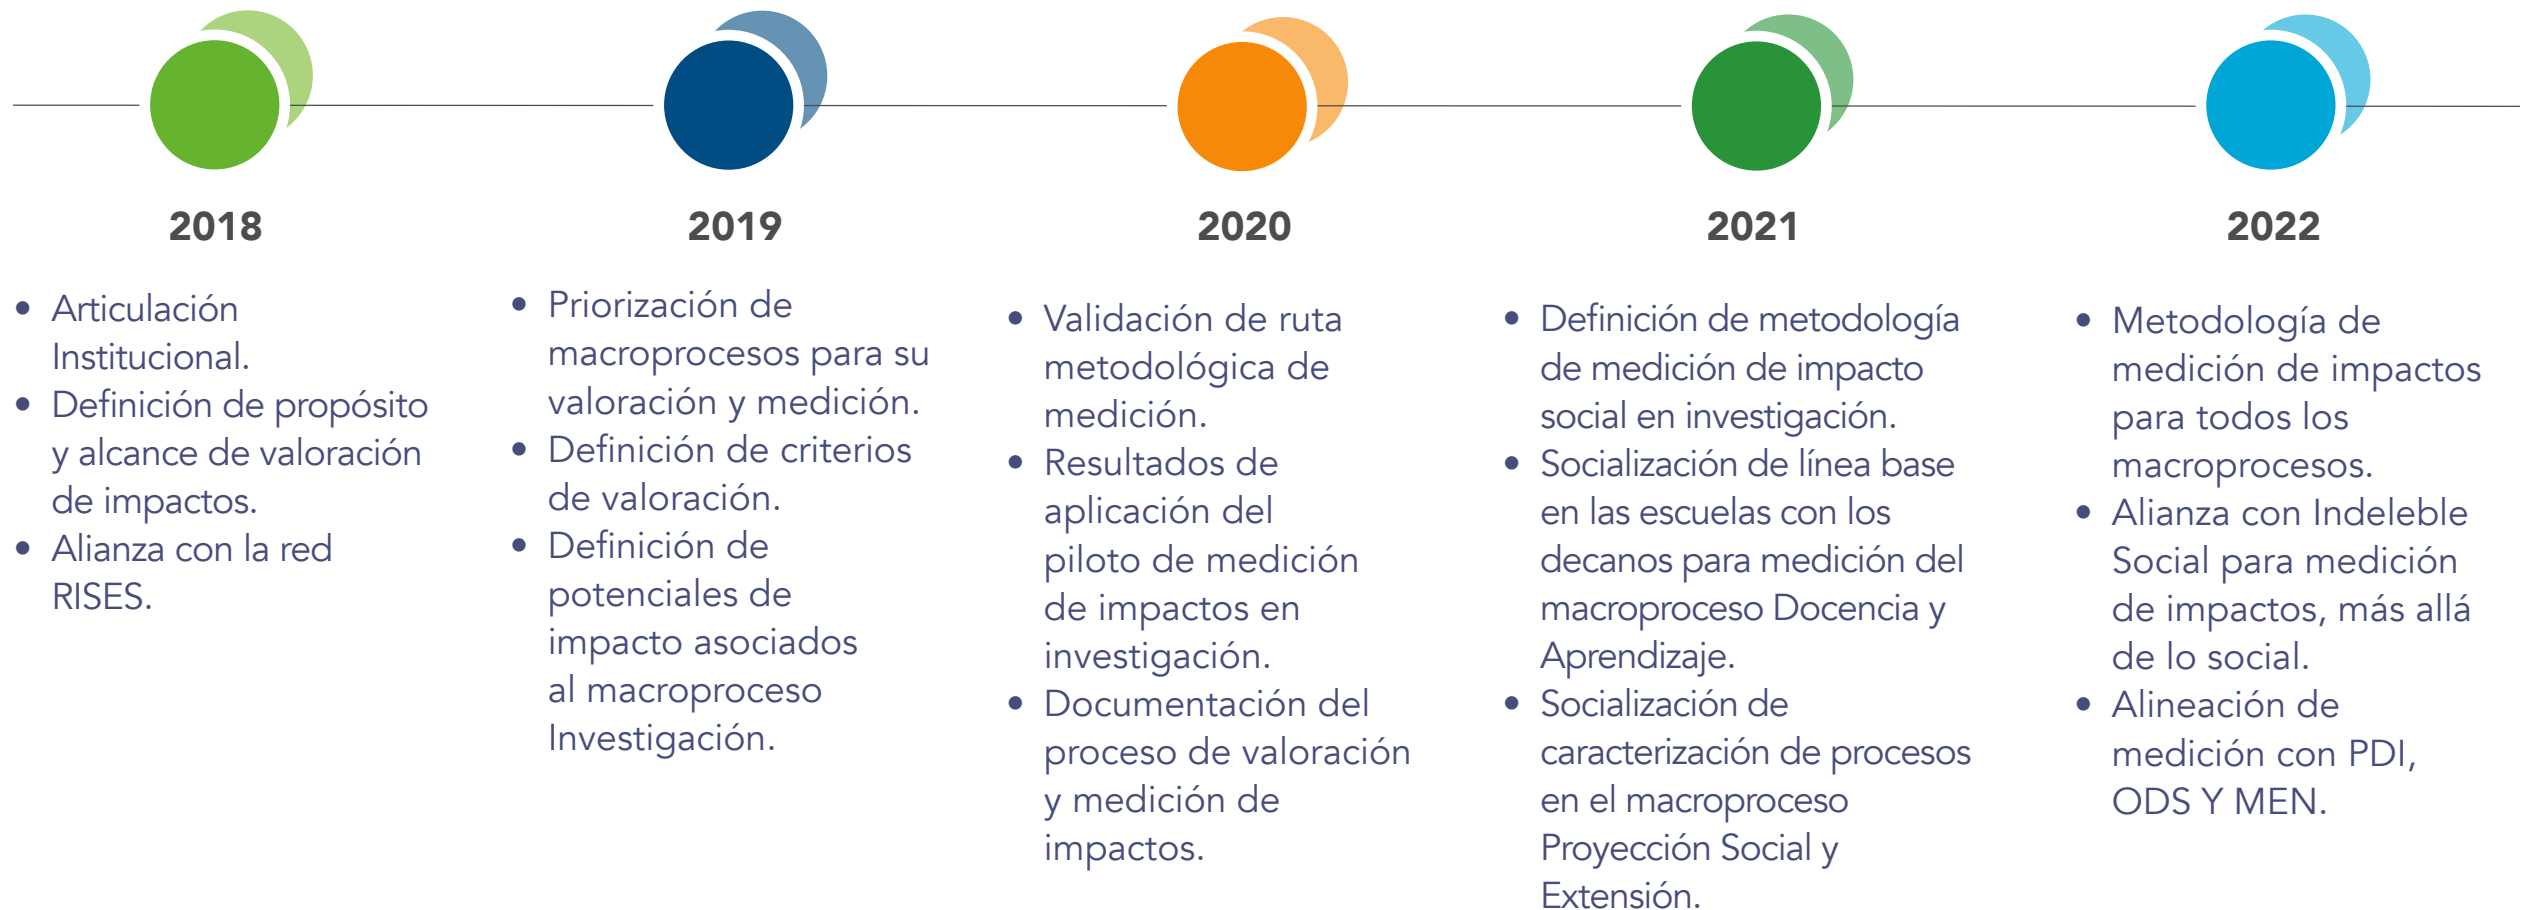 2018
• Articulación
Institucional.
• Definición de propósito
y alcance de valoración
de impactos.
• Alianza con la red
RISES.
2019
• Priorización de
macroprocesos para su
valoración y medición.
• Definición de criterios
de valoración.
• Definición de
potenciales de
impacto asociados
al macroproceso
Investigación.
2020
• Validación de ruta
metodológica de
medición.
• Resultados de
aplicación del
piloto de medición
de impactos en
investigación.
• Documentación del
proceso de valoración
y medición de
impactos.
2021
• Definición de metodología
de medición de impacto
social en investigación.
• Socialización de línea base
en las escuelas con los
decanos para medición del
macroproceso Docencia y
Aprendizaje.
• Socialización de
caracterización de procesos
en el macroproceso
Proyección Social y
Extensión.
2022
• Metodología de
medición de impactos
para todos los
macroprocesos.
• Alianza con Indeleble
Social para medición
de impactos, más allá
de lo social.
• Alineación de
medición con PDI,
ODS Y MEN.